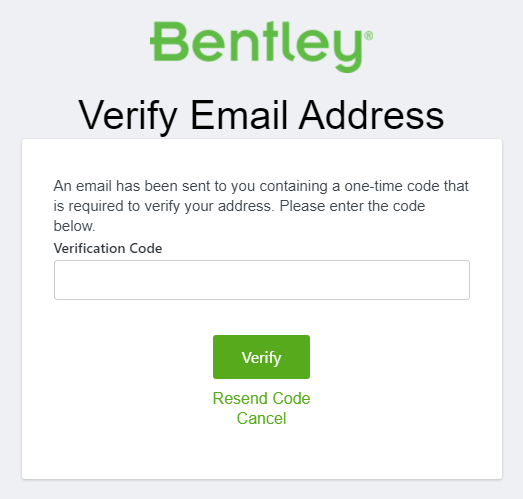 Bentley®
Verify Email Address
An email has been sent to you containing a one-time code that
is required to verify your address. Please enter the code
below.
Verification Code
Verify
Resend Code
Cancel